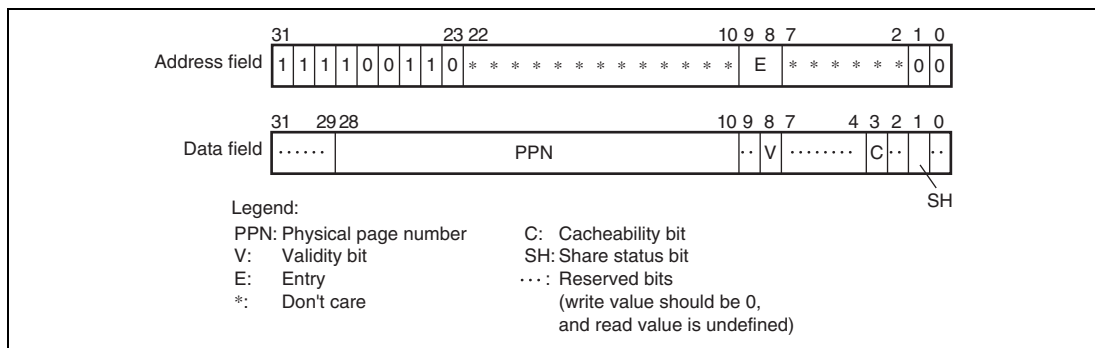 31 23 22 10 9 8 7 2 1 0
Address field 1 1 1 1 0 0 1 1 0 * * * * * * * * * * * * * E * * * * * * 0 0
31 29 28 10 9 8 7 4 3 2 1 0
Data field ······ PPN ·· V ········ C ·· ··
SH
Legend:
PPN: Physical page number C: Cacheability bit
V: Validity bit SH: Share status bit
E: Entry ···: Reserved bits
*: Don't care (write value should be 0,
and read value is undefined)